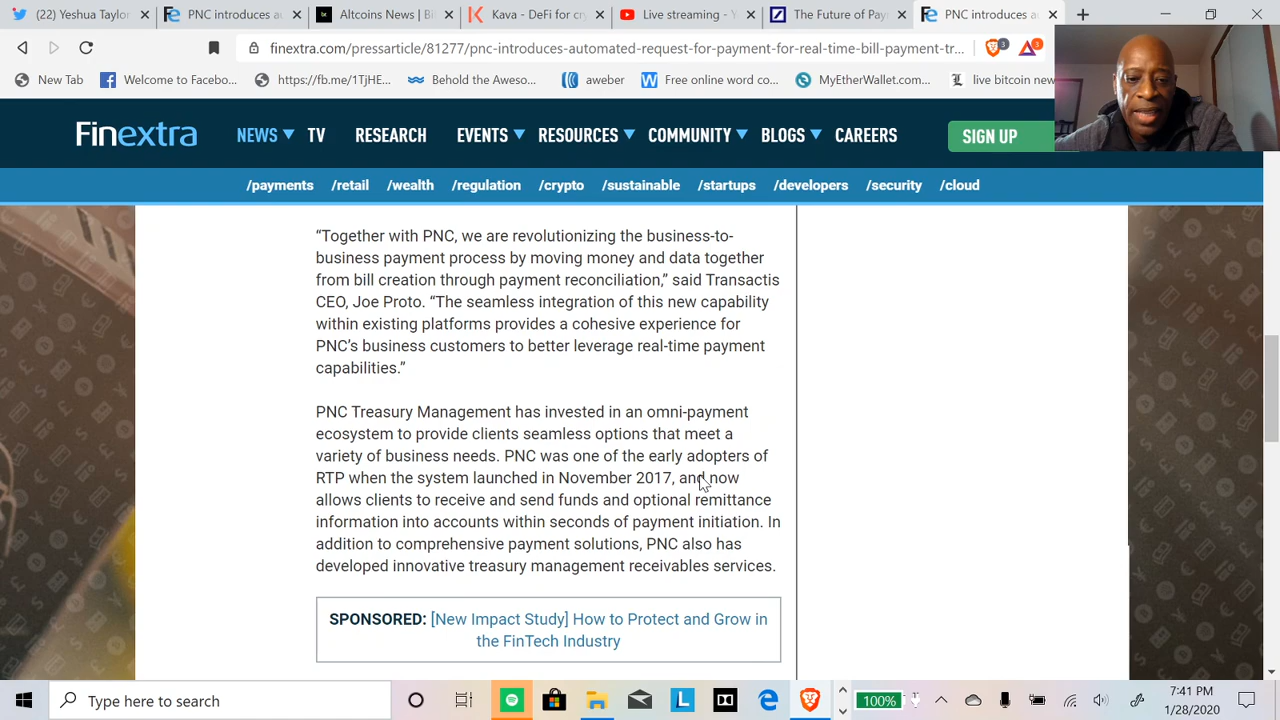 (22) Yeshua Taylor
PNC introduces au
Altcoins News | Bi
Kava - DeFi for cry
Live streaming - Y
The Future of Pay
PNC introduces au
finextra.com/pressarticle/81277/pnc-introduces-automated-request-for-payment-for-real-time-bill-payment-tr...
3
3
New Tab
Welcome to Facebo...
https://fb.me/1TjHE...
Behold the Aweso...
aweber
Free online word co...
MyEtherWallet.com...
live bitcoin new
Finextra
NEWS
TV
RESEARCH
EVENTS
RESOURCES
COMMUNITY
BLOGS
CAREERS
SIGN UP
/payments
/retail
/wealth
/regulation
/crypto
/sustainable
/startups
/developers
/security
/cloud
“Together with PNC, we are revolutionizing the business-to-
business payment process by moving money and data together
from bill creation through payment reconciliation,” said Transactis
CEO, Joe Proto. “The seamless integration of this new capability
within existing platforms provides a cohesive experience for
PNC’s business customers to better leverage real-time payment
capabilities.”
PNC Treasury Management has invested in an omni-payment
ecosystem to provide clients seamless options that meet a
variety of business needs. PNC was one of the early adopters of
RTP when the system launched in November 2017, and now
allows clients to receive and send funds and optional remittance
information into accounts within seconds of payment initiation. In
addition to comprehensive payment solutions, PNC also has
developed innovative treasury management receivables services.
SPONSORED: [New Impact Study] How to Protect and Grow in
the FinTech Industry
Type here to search
100%
7:41 PM
1/28/2020